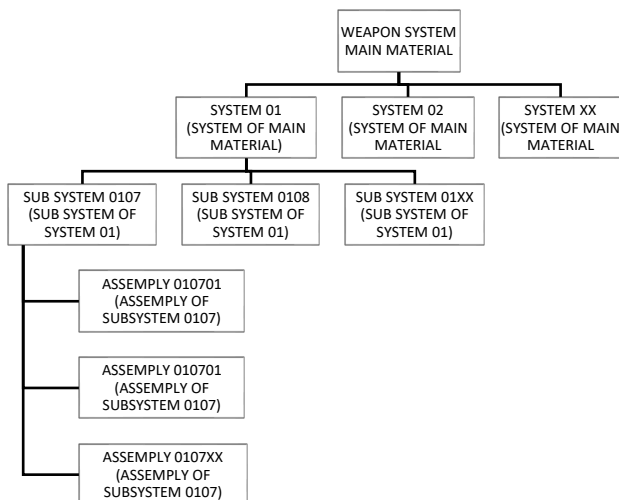 WEAPON SYSTEM
MAIN MATERIAL
SYSTEM 01
(SYSTEM OF MAIN
MATERIAL)
SYSTEM 02
(SYSTEM OF MAIN
MATERIAL
SYSTEM XX
(SYSTEM OF MAIN
MATERIAL
SUB SYSTEM 0107
(SUB SYSTEM OF
SYSTEM 01)
SUB SYSTEM 0108
(SUB SYSTEM OF
SYSTEM 01)
SUB SYSTEM 01XX
(SUB SYSTEM OF
SYSTEM 01)
ASSEMPLY 010701
(ASSEMPLY OF
SUBSYSTEM 0107)
ASSEMPLY 010701
(ASSEMPLY OF
SUBSYSTEM 0107)
ASSEMPLY 0107XX
(ASSEMPLY OF
SUBSYSTEM 0107)